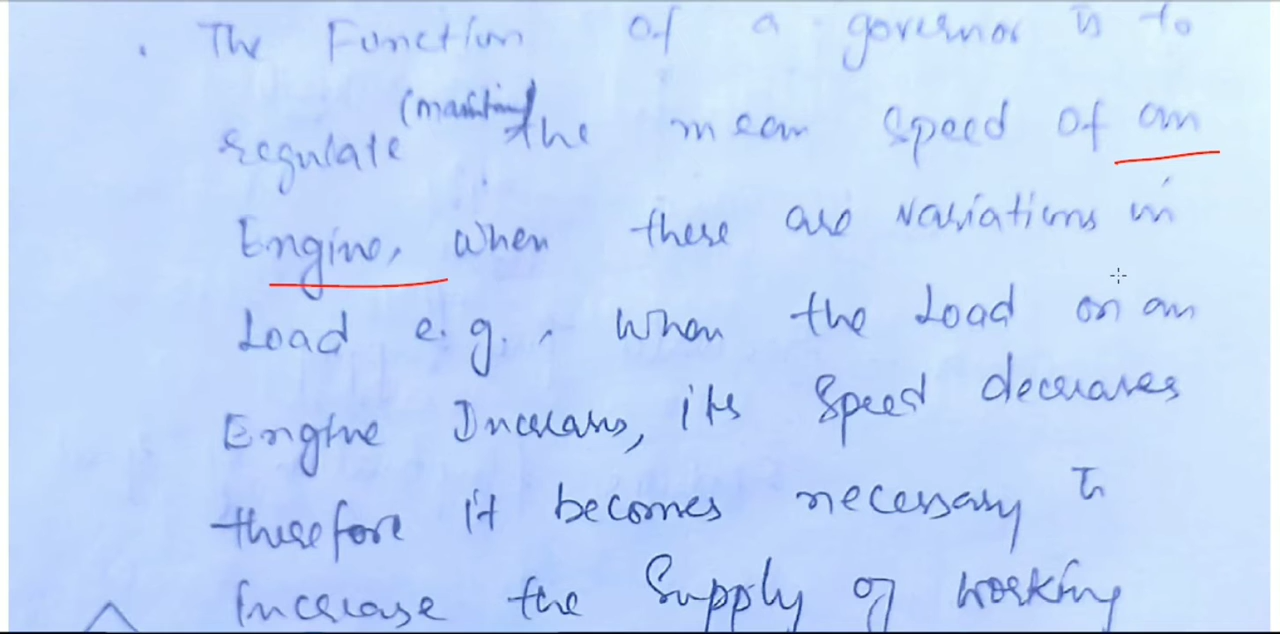 . The Function of a governor is to
regulate (maintain) the mean speed of an
Engine, when there are variations in
Load e.g. - When the Load on an
Engine Increases, its speed decreases
therefore it becomes necessary to
increase the supply of working